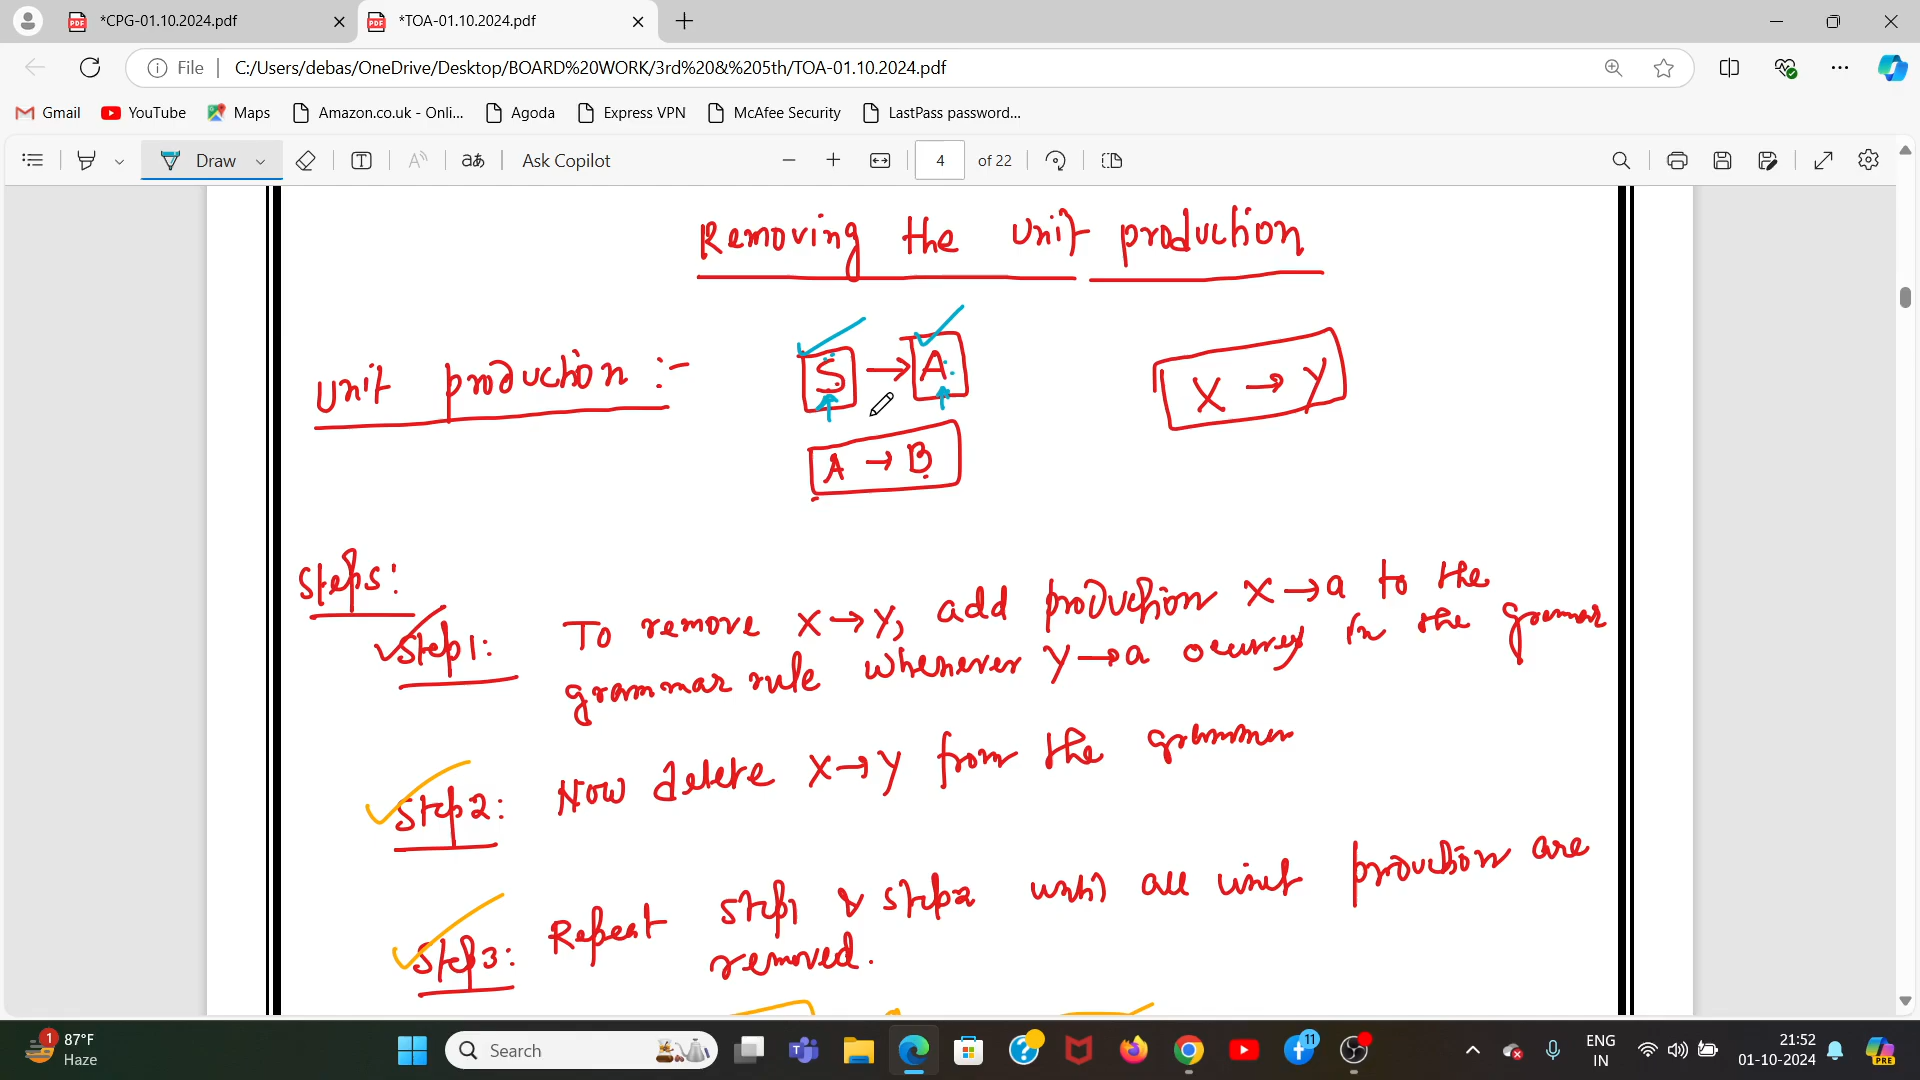 *CPG-01.10.2024.pdf
*TOA-01.10.2024.pdf
File C:/Users/debas/OneDrive/Desktop/BOARD%20WORK/3rd%20&%205th/TOA-01.10.2024.pdf
Gmail YouTube Maps Amazon.co.uk - Onli... Agoda Express VPN McAfee Security LastPass password...
Draw Ask Copilot 4 of 22
Removing the unit production
unit production :-
S → A
X → Y
A → B
Steps:
Step1: To remove X→Y, add production X→a to the
grammar rule whenever Y→a occurs in the grammar
Step2: Now delete X→Y from the grammer
Step3: Repeat step1 & step2 until all unit production are
removed.
1 87°F
Haze
Search
11
ENG
IN
21:52
01-10-2024
PRE